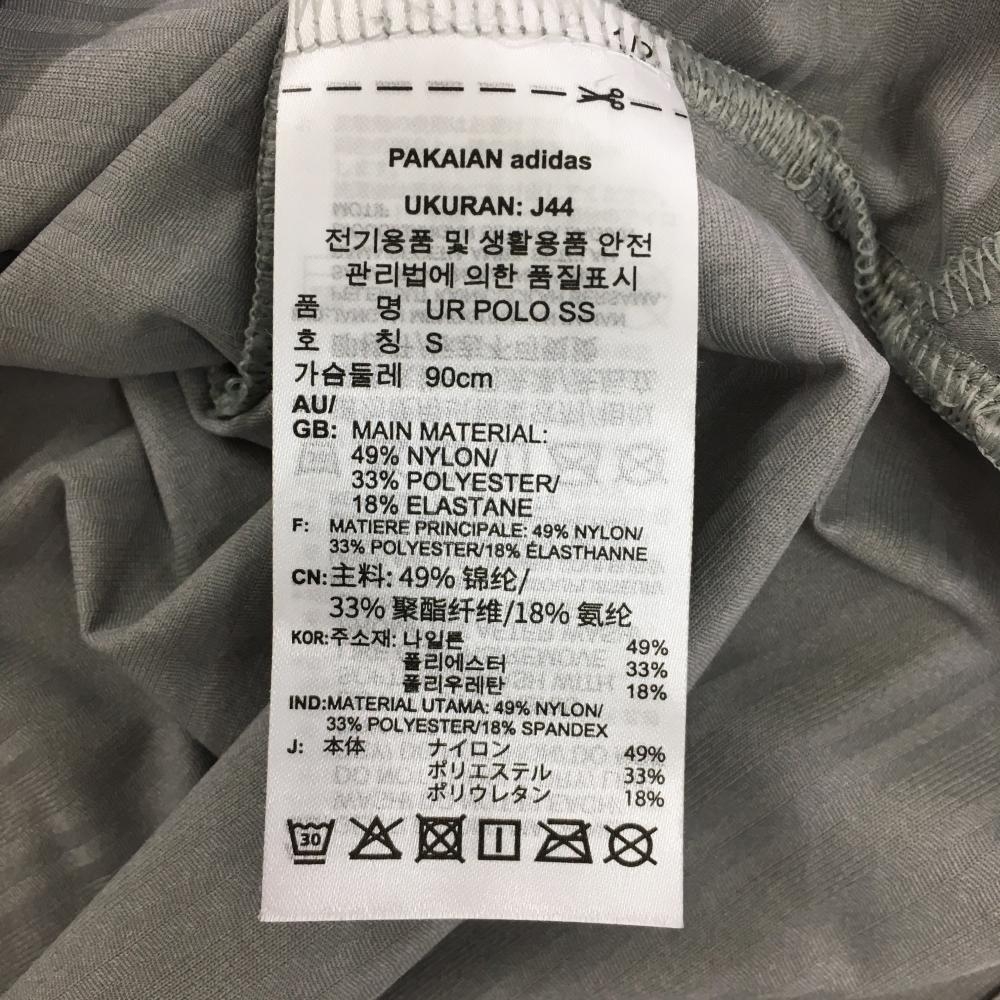 1/2
PAKAIAN adidas
UKURAN: J44
전기용품 및 생활용품 안전
관리법에 의한 품질표시
품 명 UR POLO SS
호 칭 S
가슴둘레 90cm
AU/
GB: MAIN MATERIAL:
49% NYLON/
33% POLYESTER/
18% ELASTANE
F: MATIERE PRINCIPALE: 49% NYLON/
33% POLYESTER/18% ÉLASTHANNE
CN:主料: 49% 锦纶/
33% 聚酯纤维/18% 氨纶
KOR:주소재: 나일론 49%
폴리에스터 33%
폴리우레탄 18%
IND:MATERIAL UTAMA: 49% NYLON/
33% POLYESTER/18% SPANDEX
J: 本体 ナイロン 49%
ポリエステル 33%
ポリウレタン 18%
30